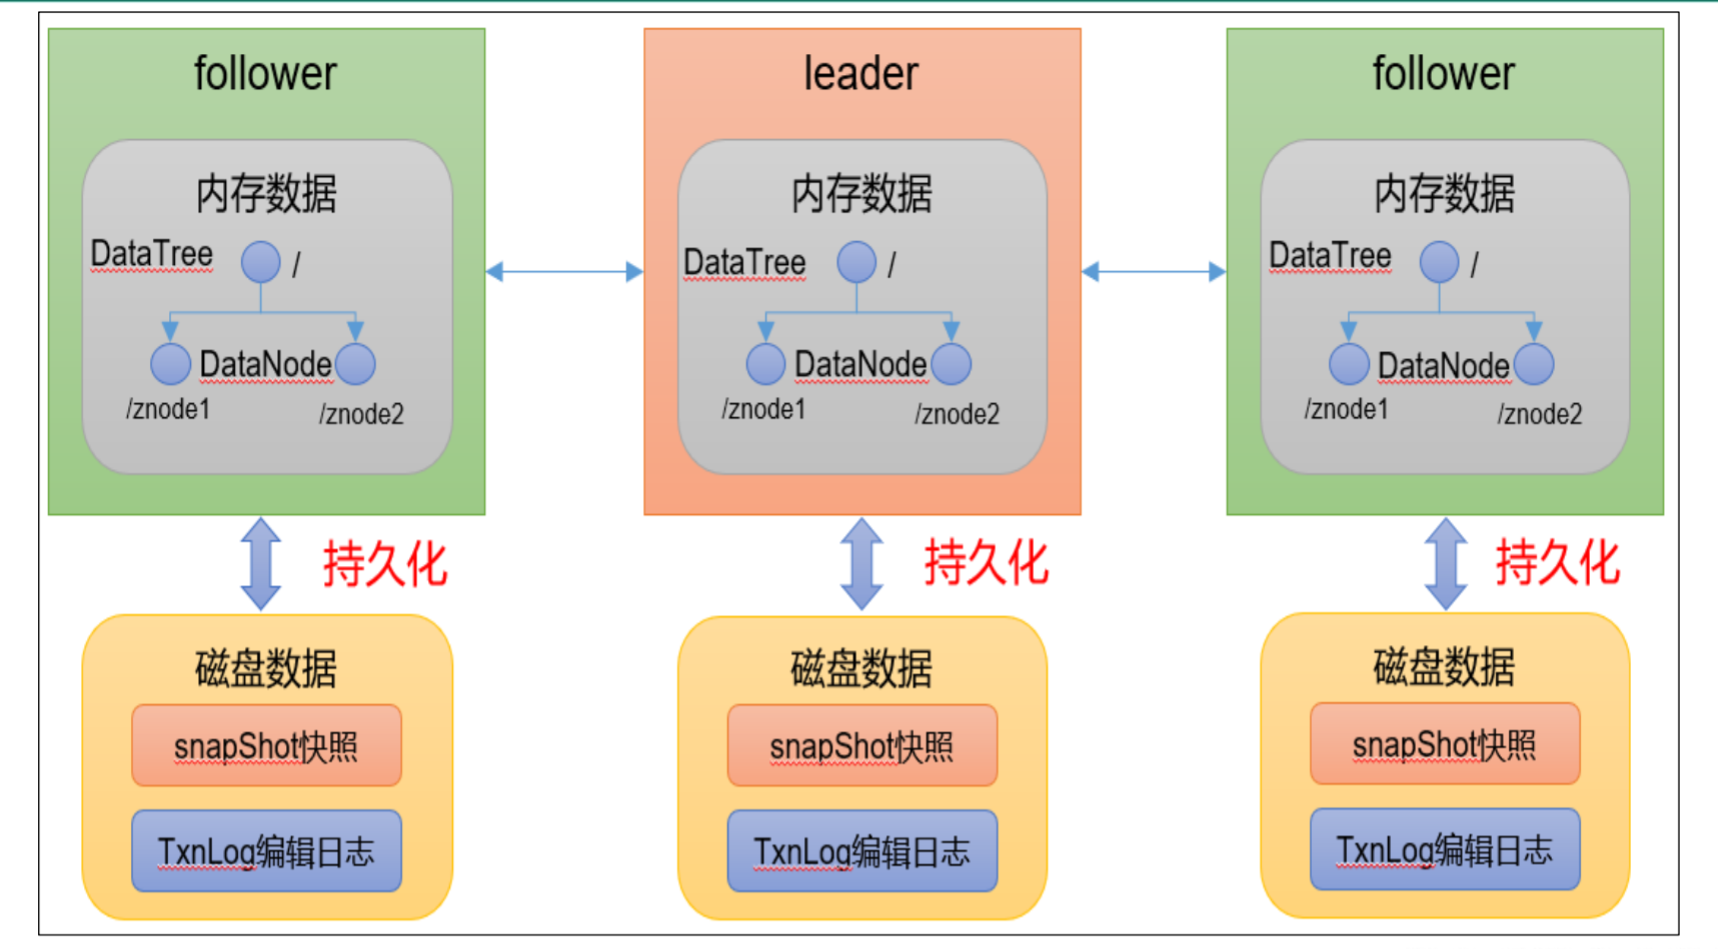 follower
内存数据
DataTree
/
DataNode
/znode1
/znode2
持久化
磁盘数据
snapShot快照
TxnLog编辑日志
leader
内存数据
DataTree
/
DataNode
/znode1
/znode2
持久化
磁盘数据
snapShot快照
TxnLog编辑日志
follower
内存数据
DataTree
/
DataNode
/znode1
/znode2
持久化
磁盘数据
snapShot快照
TxnLog编辑日志